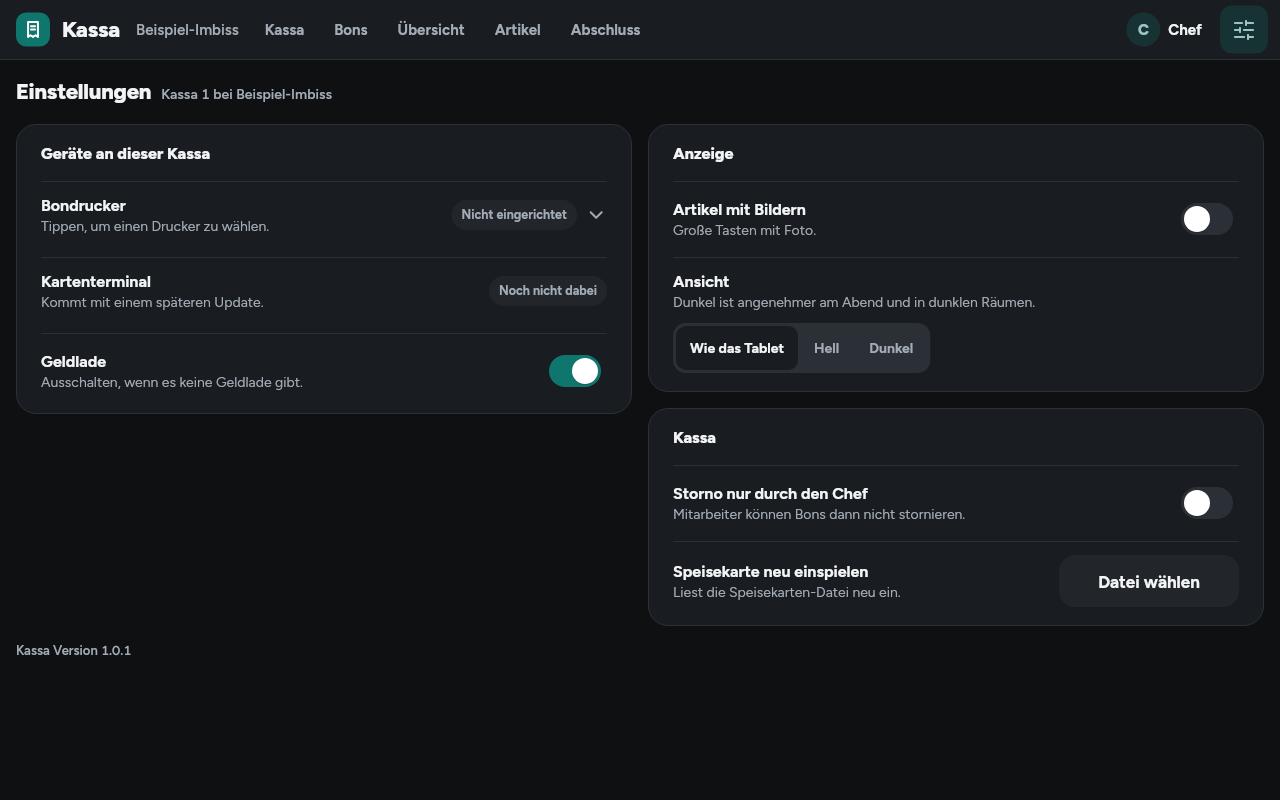 Kassa Beispiel-Imbiss Kassa Bons Übersicht Artikel Abschluss C Chef
Einstellungen Kassa 1 bei Beispiel-Imbiss
Geräte an dieser Kassa
Bondrucker
Tippen, um einen Drucker zu wählen.
Nicht eingerichtet
Kartenterminal
Kommt mit einem späteren Update.
Noch nicht dabei
Geldlade
Ausschalten, wenn es keine Geldlade gibt.
Anzeige
Artikel mit Bildern
Große Tasten mit Foto.
Ansicht
Dunkel ist angenehmer am Abend und in dunklen Räumen.
Wie das Tablet Hell Dunkel
Kassa
Storno nur durch den Chef
Mitarbeiter können Bons dann nicht stornieren.
Speisekarte neu einspielen
Liest die Speisekarten-Datei neu ein.
Datei wählen
Kassa Version 1.0.1